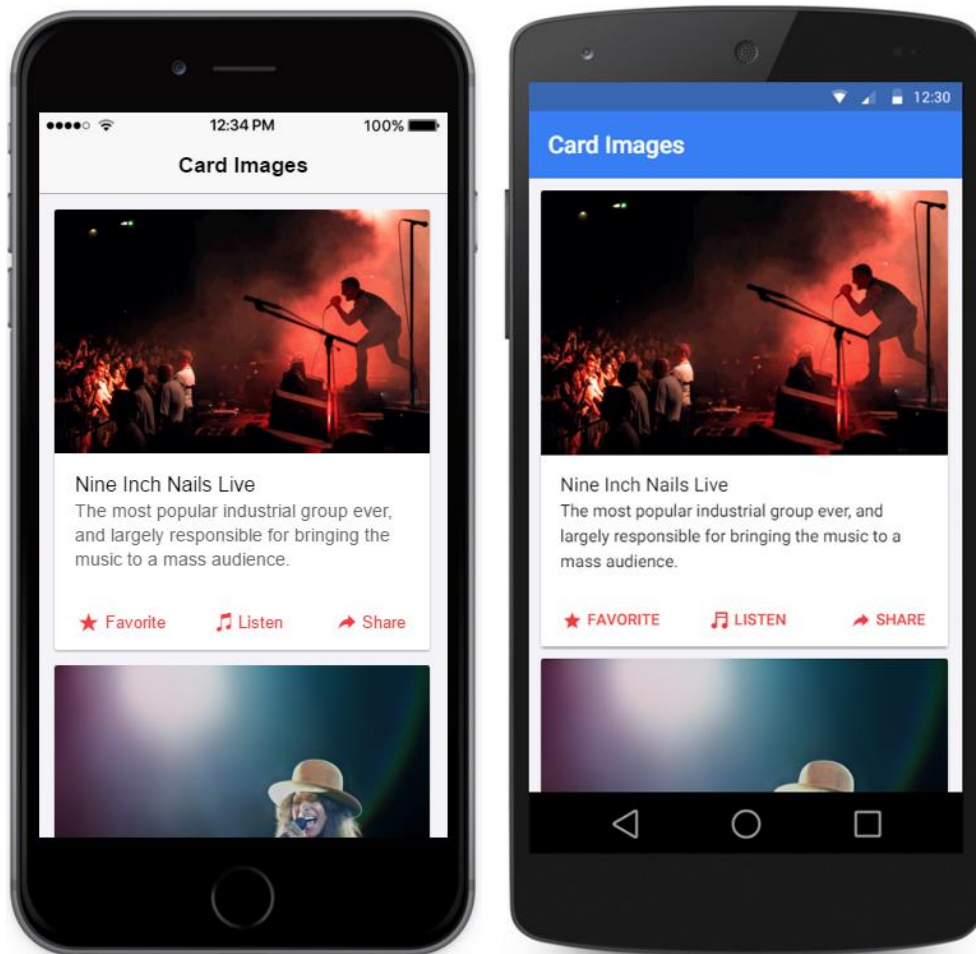 12:34 PM 100%
Card Images
Nine Inch Nails Live
The most popular industrial group ever,
and largely responsible for bringing the
music to a mass audience.
Favorite Listen Share
12:30
Card Images
Nine Inch Nails Live
The most popular industrial group ever, and
largely responsible for bringing the music to a
mass audience.
FAVORITE LISTEN SHARE